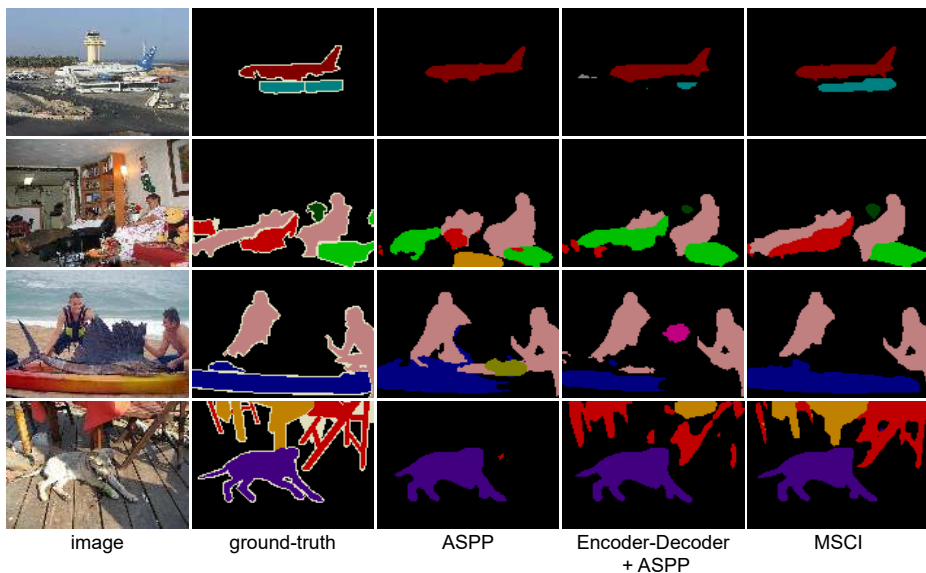 image
ground-truth
ASPP
Encoder-Decoder
+ ASPP
MSCI